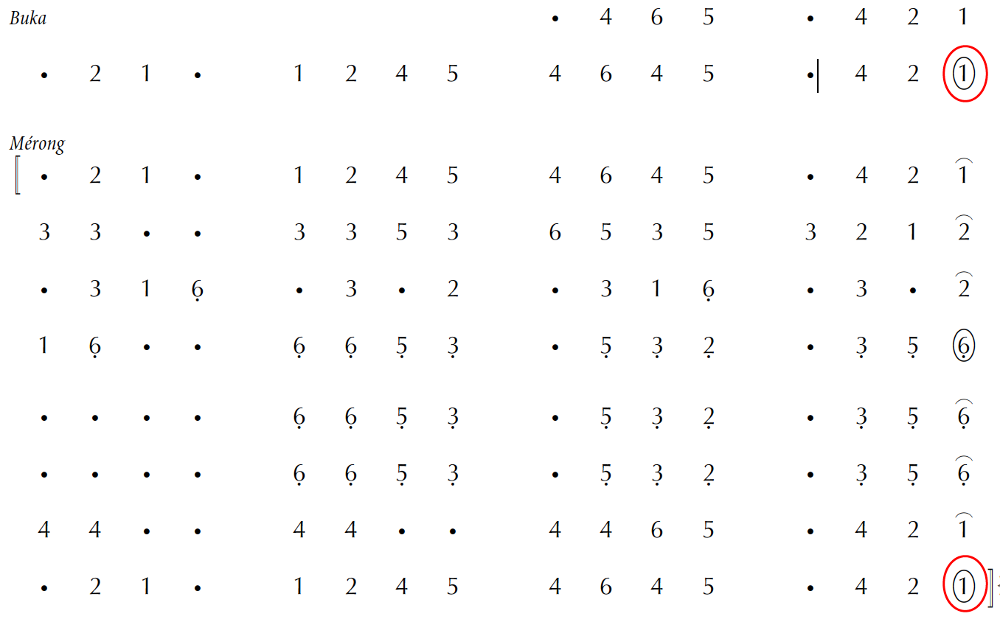 Buka • 4 6 5 • 4 2 1
• 2 1 • 1 2 4 5 4 6 4 5 • 4 2 1
Mérong
[ • 2 1 • 1 2 4 5 4 6 4 5 • 4 2 1
3 3 • • 3 3 5 3 6 5 3 5 3 2 1 2
• 3 1 6̣ • 3 • 2 • 3 1 6̣ • 3 • 2
1 6̣ • • 6̣ 6̣ 5̣ 3̣ • 5̣ 3̣ 2̣ • 3̣ 5̣ 6̣
• • • • 6̣ 6̣ 5̣ 3̣ • 5̣ 3̣ 2̣ • 3̣ 5̣ 6̣
• • • • 6̣ 6̣ 5̣ 3̣ • 5̣ 3̣ 2̣ • 3̣ 5̣ 6̣
4 4 • • 4 4 • • 4 4 6 5 • 4 2 1
• 2 1 • 1 2 4 5 4 6 4 5 • 4 2 1 ]